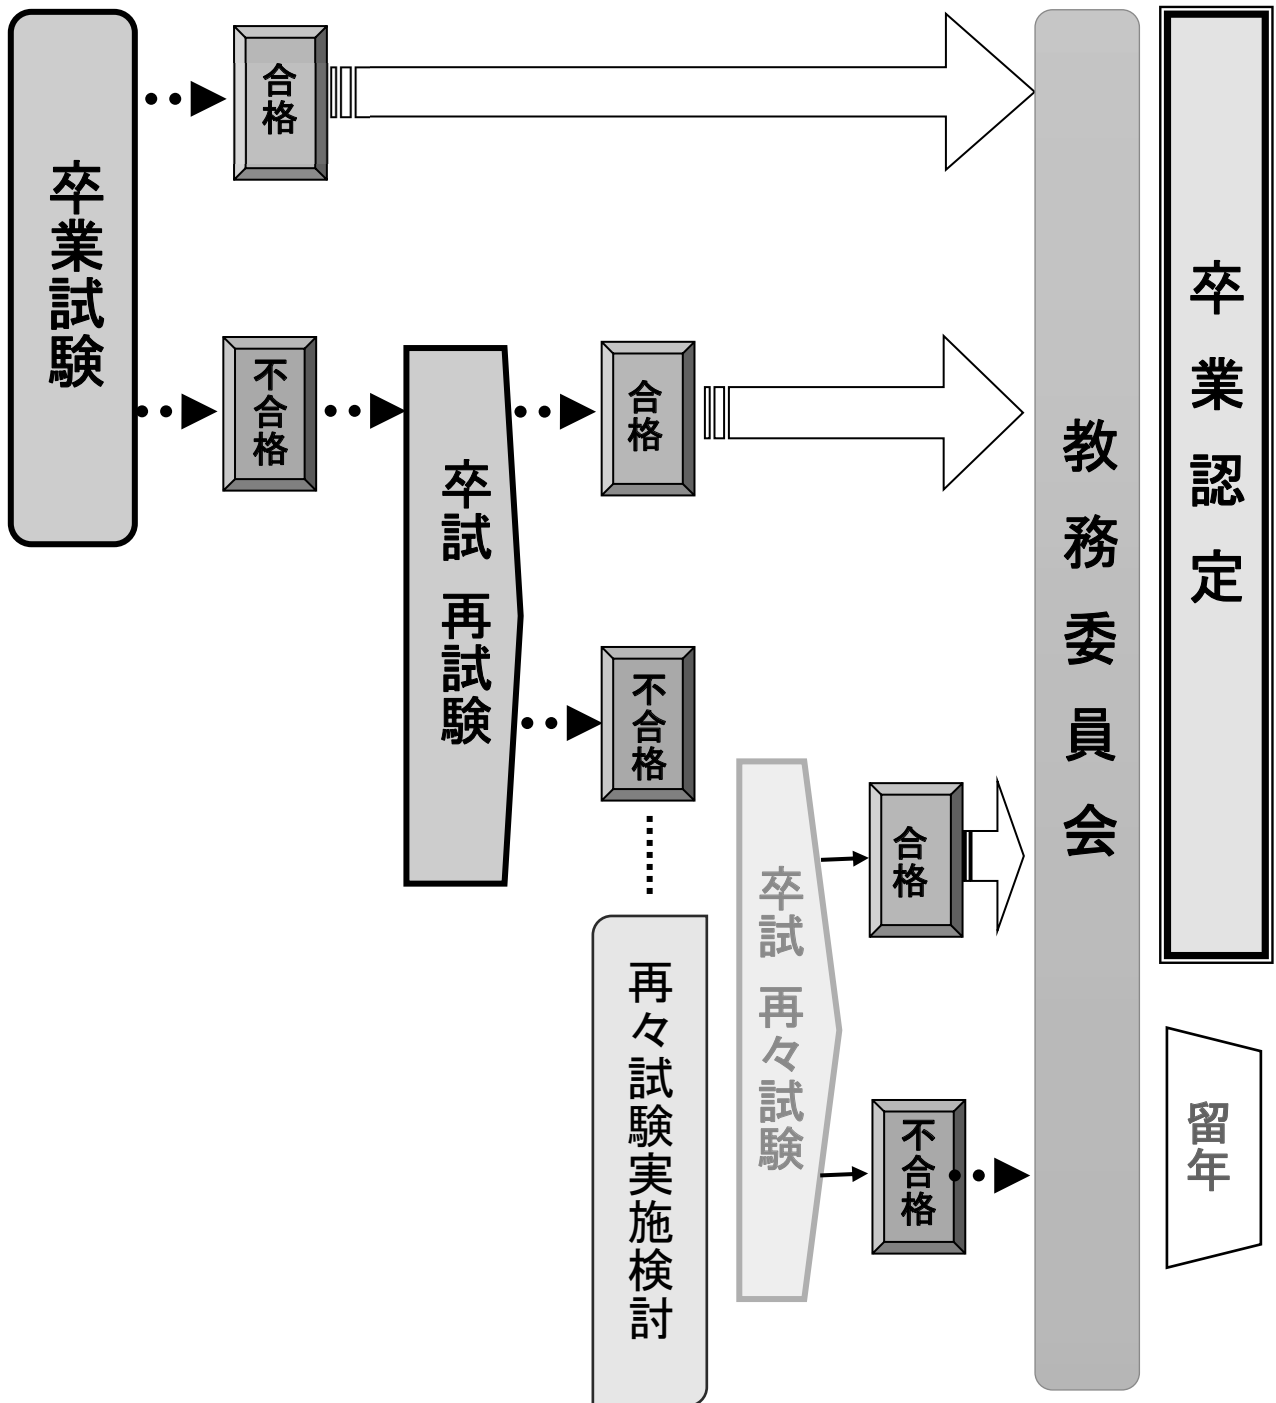 卒業試験
合格
不合格
卒試 再試験
合格
不合格
再々試験実施検討
卒試 再々試験
合格
不合格
教務委員会
卒業認定
留年